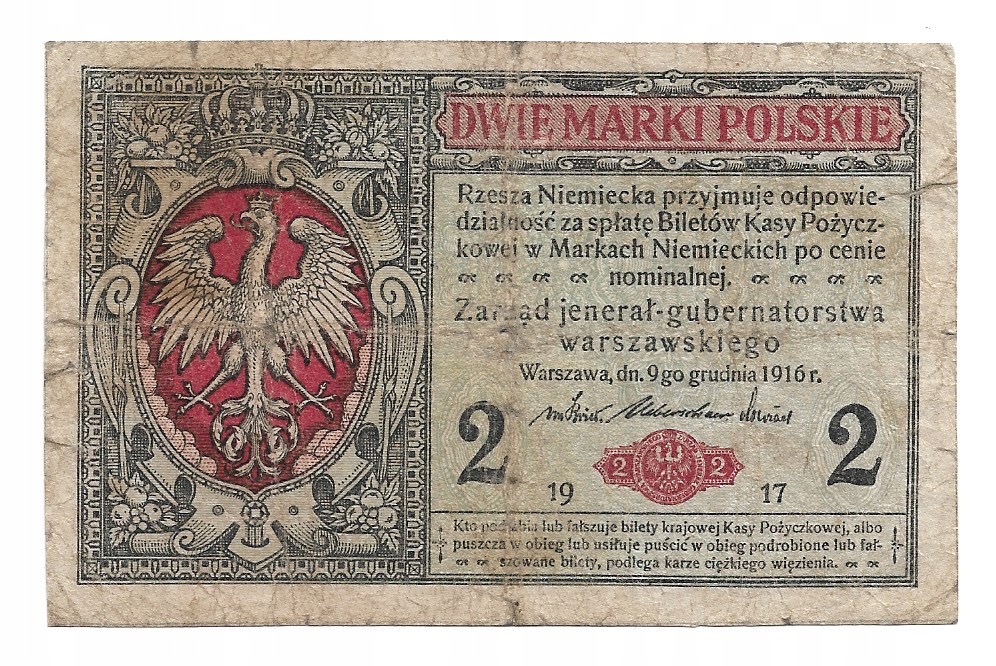 DWIE MARKI POLSKIE
Rzesza Niemiecka przyjmuje odpowie-
dzialność za spłatę Biletów Kasy Pożycz-
kowej w Markach Niemieckich po cenie
nominalnej.
Zarząd jenerał-gubernatorstwa
warszawskiego
Warszawa, dn. 9go grudnia 1916 r.
2 2 2 2
19 17
Kto podrabia lub fałszuje bilety krajowej Kasy Pożyczkowej, albo
puszcza w obieg lub usiłuje puścić w obieg podrobione lub fał-
szowane bilety, podlega karze ciężkiego więzienia.